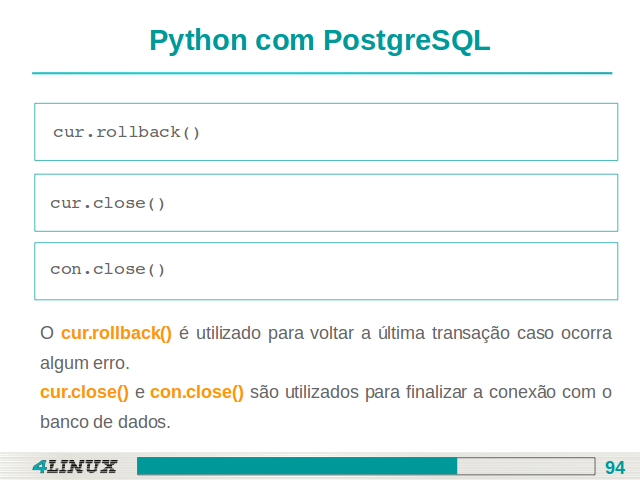 Python com PostgreSQL
cur.rollback()
cur.close()
con.close()
O cur.rollback() é utilizado para voltar a última transação caso ocorra
algum erro.
cur.close() e con.close() são utilizados para finalizar a conexão com o
banco de dados.
4LINUX
94